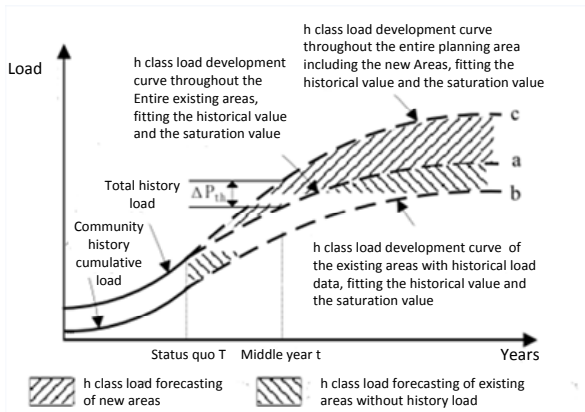 h class load development curve
throughout the entire planning area
including the new Areas, fitting the
historical value and the saturation value
Load
h class load development
curve throughout the
Entire existing areas,
fitting the historical value
and the saturation value
c
a
b
Δ P_th
Total history
load
Community
history
cumulative
load
h class load development curve of
the existing areas with historical load
data, fitting the historical value and
the saturation value
Status quo T
Middle year t
Years
h class load forecasting
of new areas
h class load forecasting of existing
areas without history load